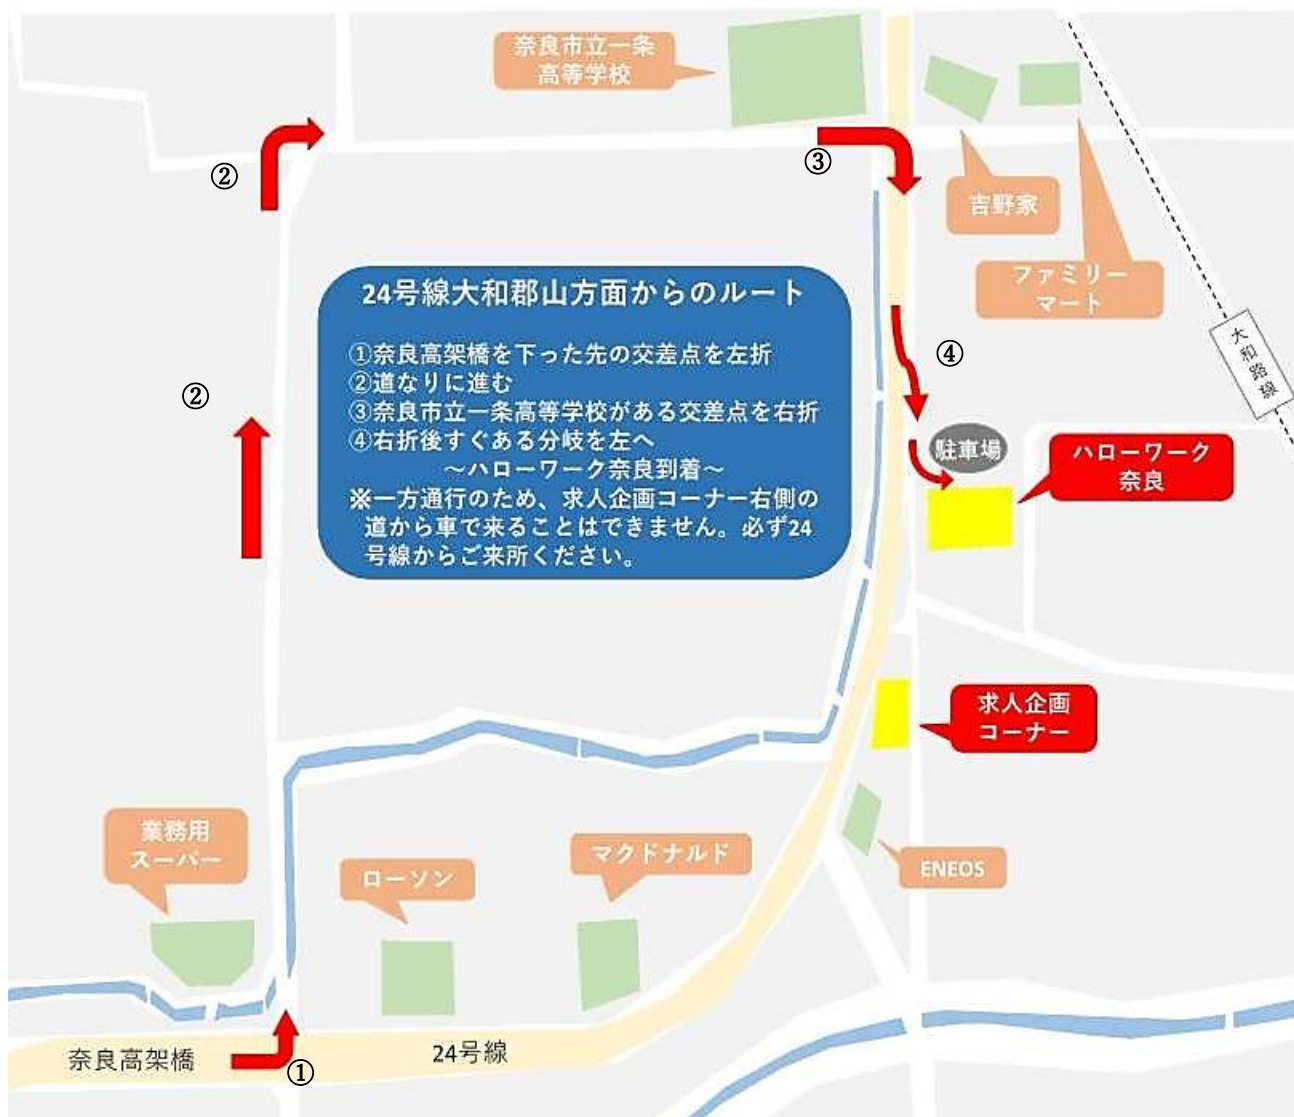 奈良市立一条
高等学校
②
③
吉野家
ファミリー
マート
大和路線
24号線大和郡山方面からのルート
①奈良高架橋を下った先の交差点を左折
②道なりに進む
③奈良市立一条高等学校がある交差点を右折
④右折後すぐある分岐を左へ
～ハローワーク奈良到着～
※一方通行のため、求人企画コーナー右側の
道から車で来ることはできません。必ず24
号線からご来所ください。
④
②
駐車場
ハローワーク
奈良
求人企画
コーナー
業務用
スーパー
ローソン
マクドナルド
ENEOS
奈良高架橋
24号線
①